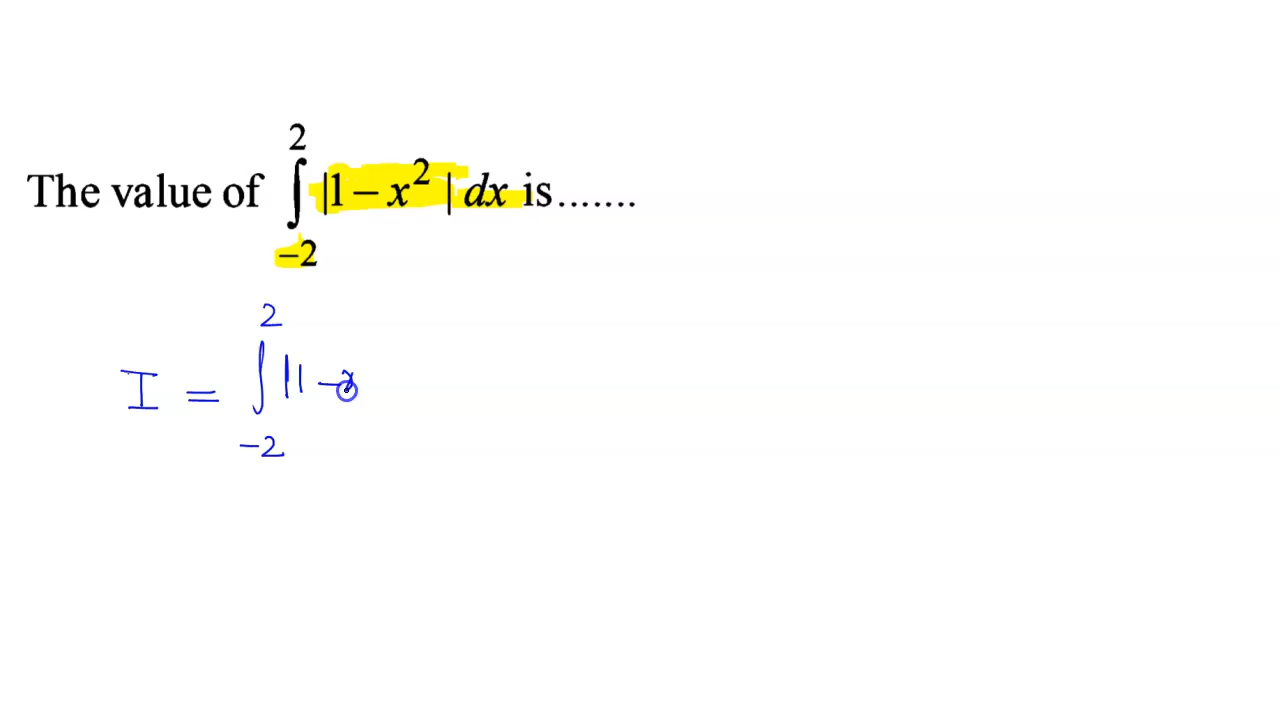 The value of ∫_{-2}^{2} |1 − x² | dx is.......
I = ∫_{-2}^{2} |1 − x